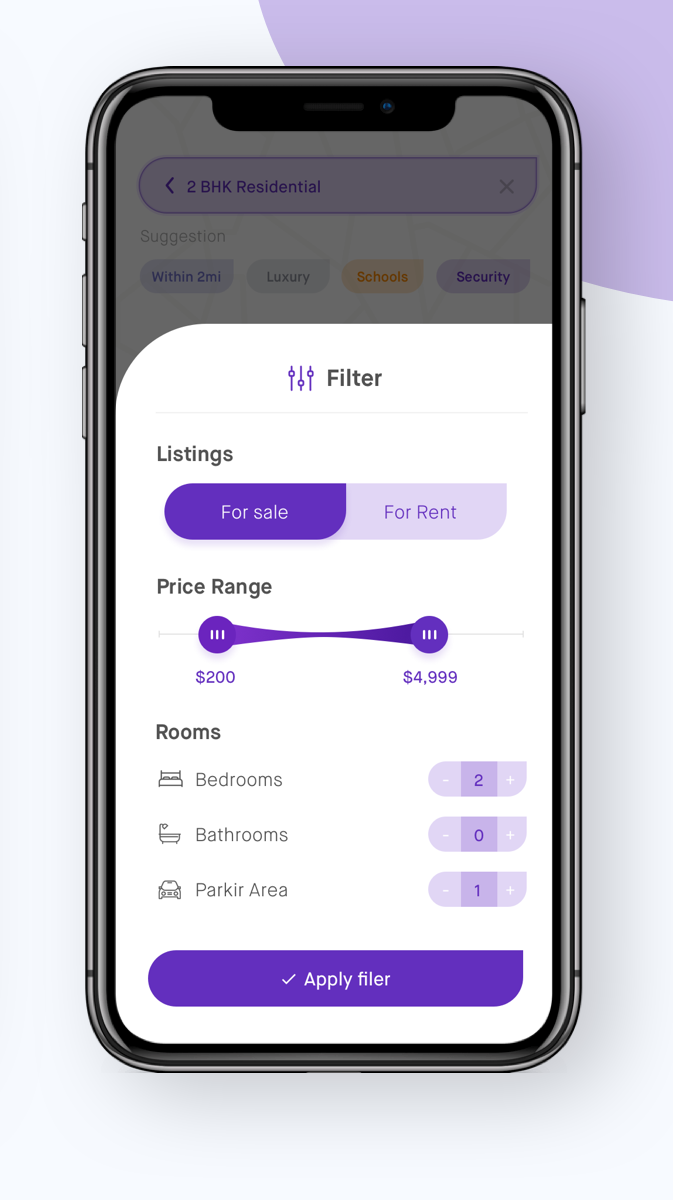 2 BHK Residential
Suggestion
Within 2mi Luxury Schools Security
Filter
Listings
For sale For Rent
Price Range
$200 $4,999
Rooms
Bedrooms - 2 +
Bathrooms - 0 +
Parkir Area - 1 +
Apply filer